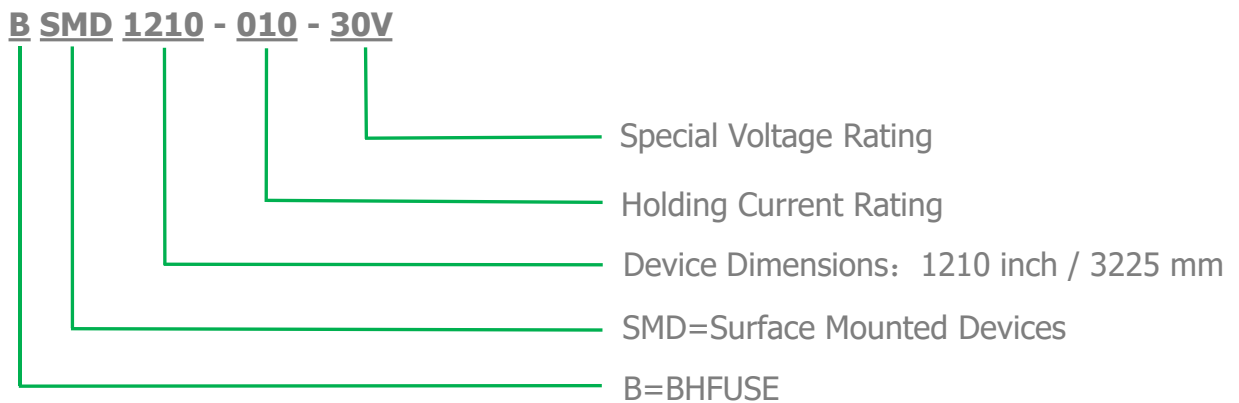 B SMD 1210 - 010 - 30V
Special Voltage Rating
Holding Current Rating
Device Dimensions：1210 inch / 3225 mm
SMD=Surface Mounted Devices
B=BHFUSE